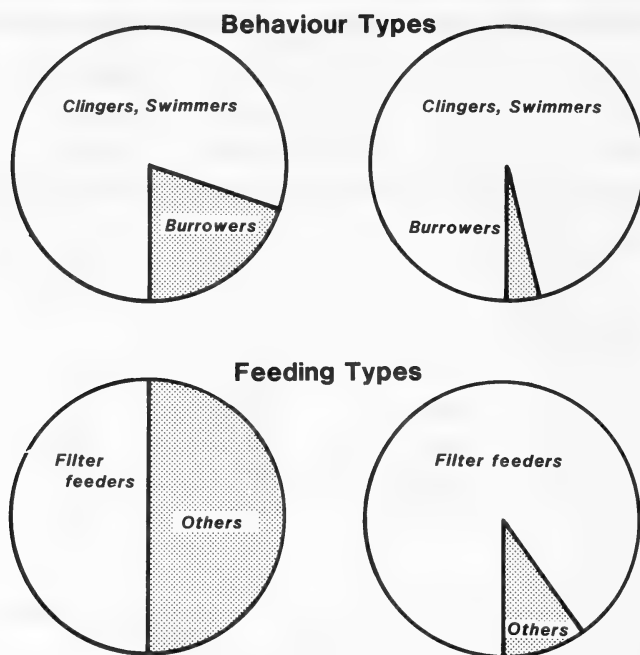 Behaviour Types
Clingers, Swimmers
Burrowers
Clingers, Swimmers
Burrowers
Feeding Types
Filter
feeders
Others
Filter feeders
Others